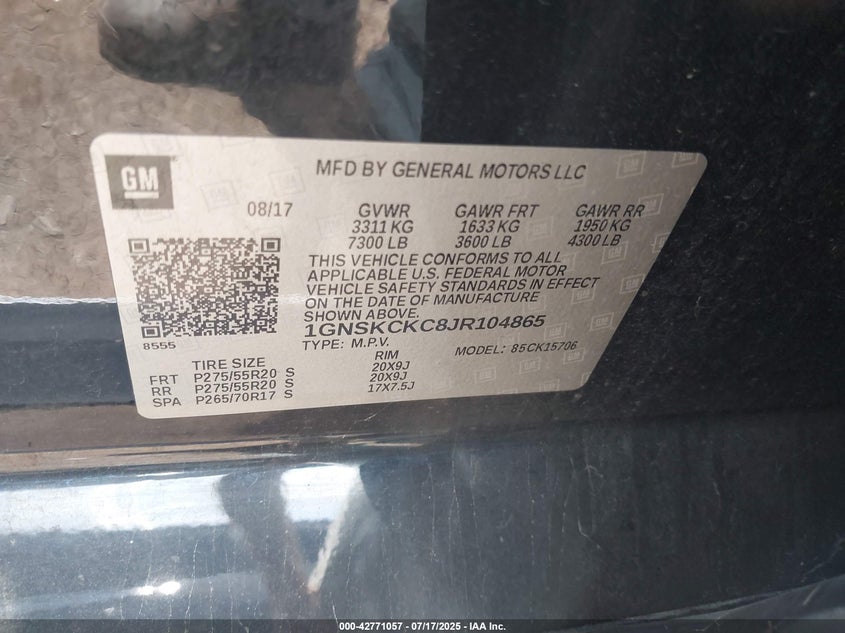 GM
MFD BY GENERAL MOTORS LLC
08/17 GVWR GAWR FRT GAWR RR
3311 KG 1633 KG 1950 KG
7300 LB 3600 LB 4300 LB
THIS VEHICLE CONFORMS TO ALL
APPLICABLE U.S. FEDERAL MOTOR
VEHICLE SAFETY STANDARDS IN EFFECT
ON THE DATE OF MANUFACTURE
SHOWN ABOVE.
1GNSKCKC8JR104865
8555
TYPE: M.P.V. MODEL: 85CK15706
TIRE SIZE RIM
FRT P275/55R20 S 20X9J
RR P275/55R20 S 20X9J
SPA P265/70R17 S 17X7.5J
000-42771057 - 07/17/2025 - IAA Inc.